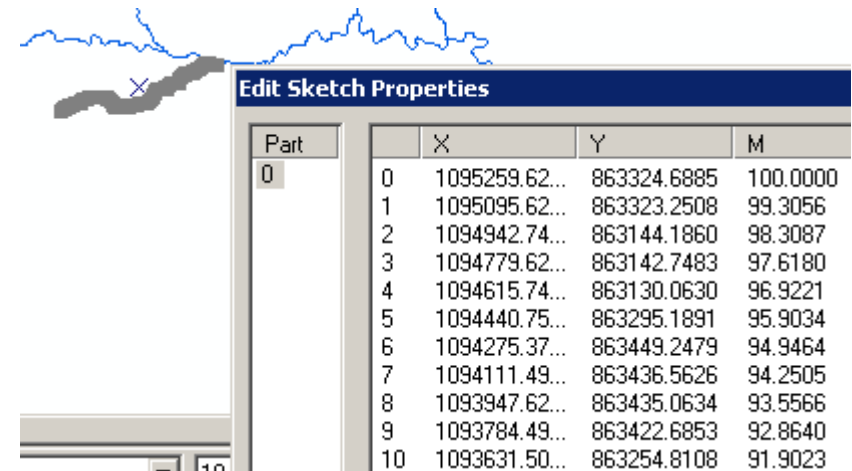 Edit Sketch Properties
Part
0
X Y M
0 1095259.62... 863324.6885 100.0000
1 1095095.62... 863323.2508 99.3056
2 1094942.74... 863144.1860 98.3087
3 1094779.62... 863142.7483 97.6180
4 1094615.74... 863130.0630 96.9221
5 1094440.75... 863295.1891 95.9034
6 1094275.37... 863449.2479 94.9464
7 1094111.49... 863436.5626 94.2505
8 1093947.62... 863435.0634 93.5566
9 1093784.49... 863422.6853 92.8640
10 1093631.50... 863254.8108 91.9023